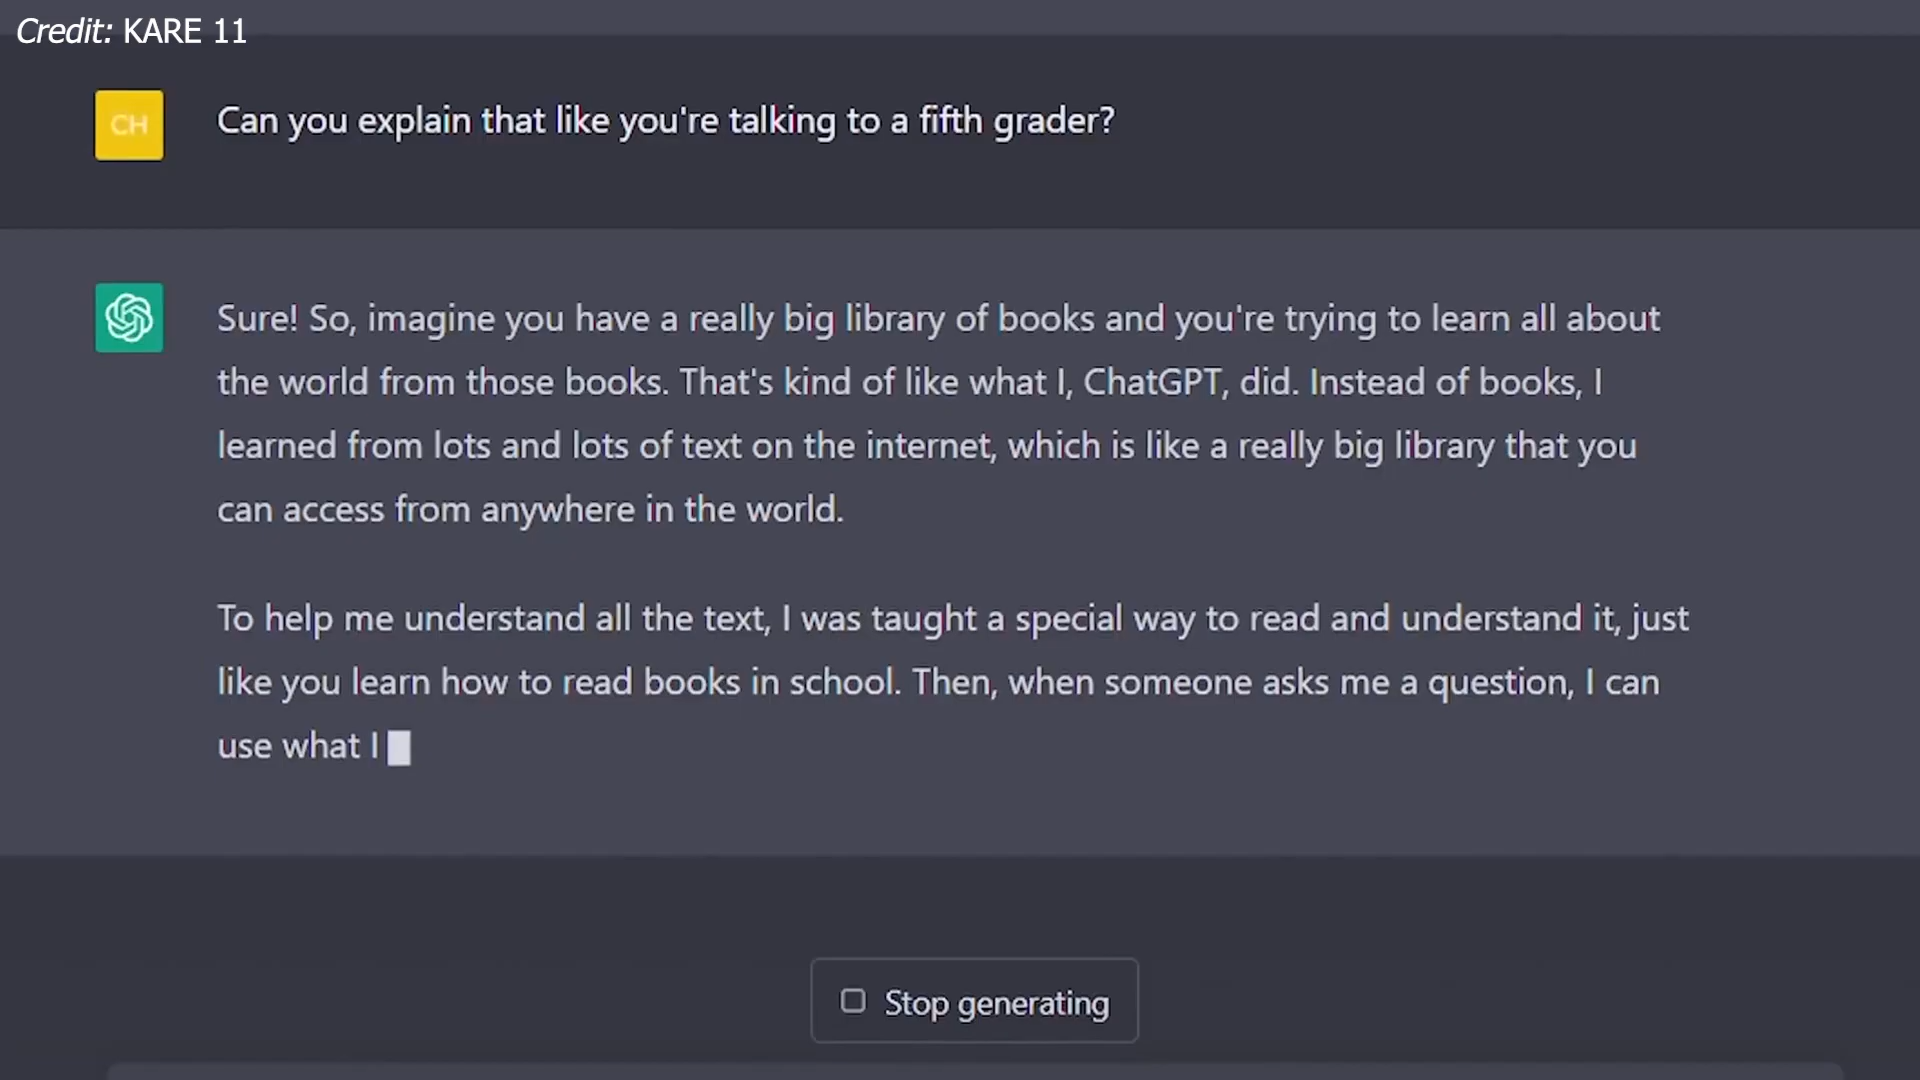 Credit: KARE 11
CH
Can you explain that like you're talking to a fifth grader?
Sure! So, imagine you have a really big library of books and you're trying to learn all about
the world from those books. That's kind of like what I, ChatGPT, did. Instead of books, I
learned from lots and lots of text on the internet, which is like a really big library that you
can access from anywhere in the world.
To help me understand all the text, I was taught a special way to read and understand it, just
like you learn how to read books in school. Then, when someone asks me a question, I can
use what I
Stop generating